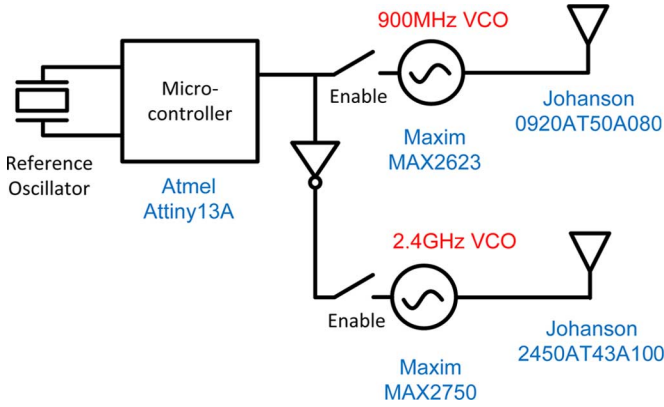 900MHz VCO
Micro-
controller
Enable
Johanson
0920AT50A080
Reference
Oscillator
Atmel
Attiny13A
Maxim
MAX2623
2.4GHz VCO
Enable
Johanson
2450AT43A100
Maxim
MAX2750